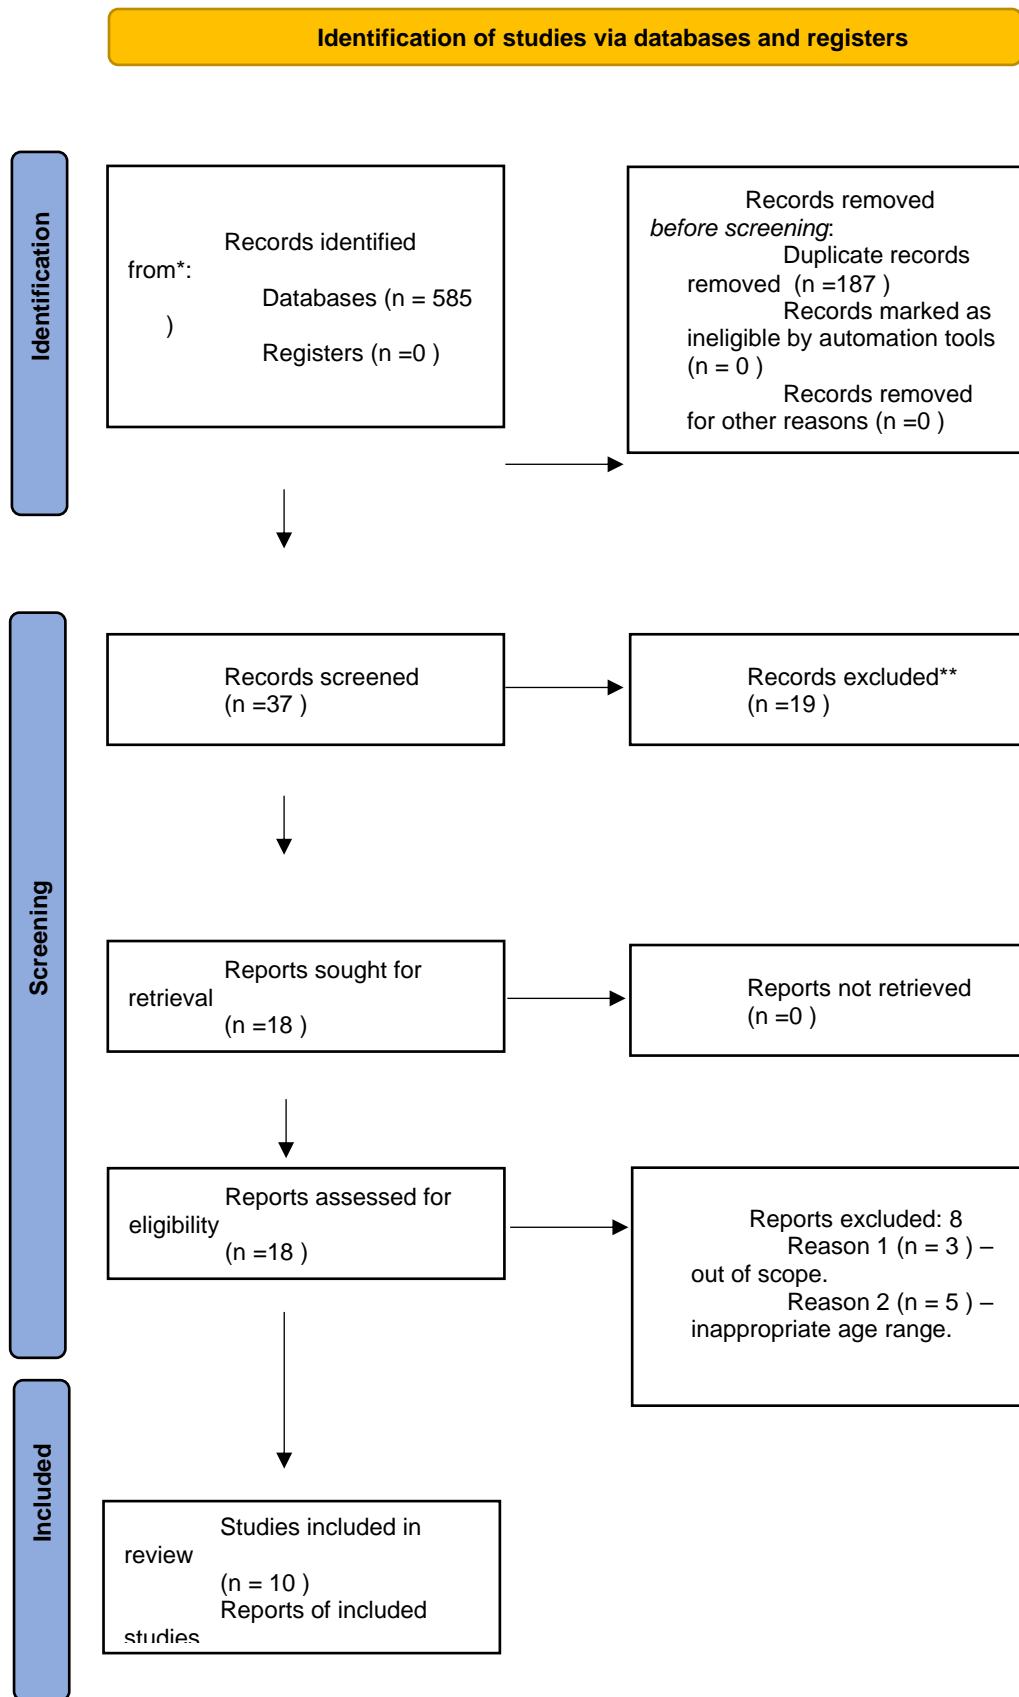 Identification of studies via databases and registers
Identification
Records identified
from*:
Databases (n = 585
)
Registers (n =0 )
Records removed
before screening:
Duplicate records
removed  (n =187 )
Records marked as
ineligible by automation tools
(n = 0 )
Records removed
for other reasons (n =0 )
Screening
Records screened
(n =37 )
Records excluded**
(n =19 )
Reports sought for
retrieval
(n =18 )
Reports not retrieved
(n =0 )
Reports assessed for
eligibility
(n =18 )
Reports excluded: 8
Reason 1 (n = 3 ) –
out of scope.
Reason 2 (n = 5 ) –
inappropriate age range.
Included
Studies included in
review
(n = 10 )
Reports of included
studies